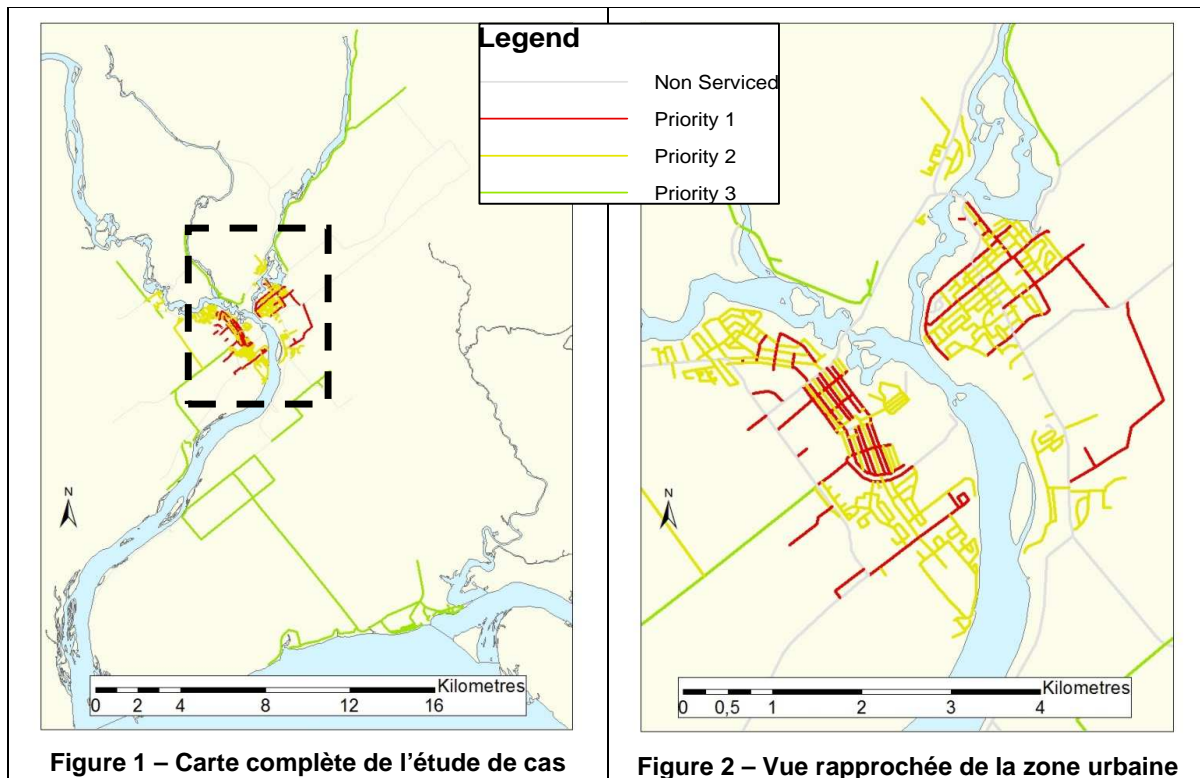 Legend
Non Serviced
Priority 1
Priority 2
Priority 3
N
Kilometres
0 2 4 8 12 16
N
Kilometres
0 0,5 1 2 3 4
Figure 1 – Carte complète de l'étude de cas
Figure 2 – Vue rapprochée de la zone urbaine